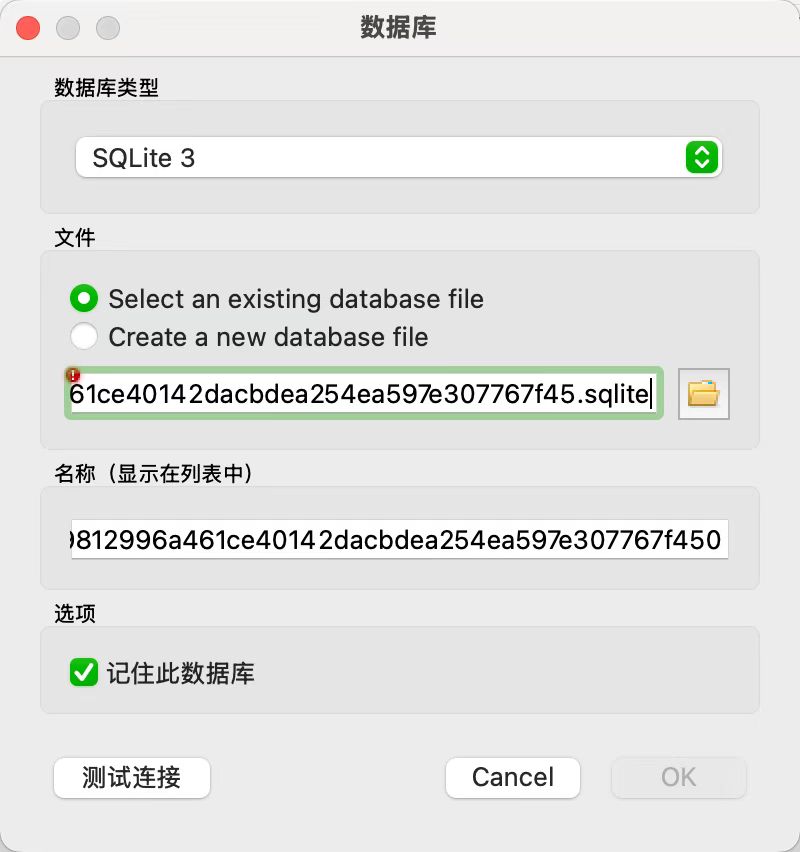 数据库
数据库类型
SQLite 3
文件
Select an existing database file
Create a new database file
61ce40142dacbdea254ea597e307767f45.sqlite
名称（显示在列表中）
9812996a461ce40142dacbdea254ea597e307767f450
选项
记住此数据库
测试连接
Cancel
OK